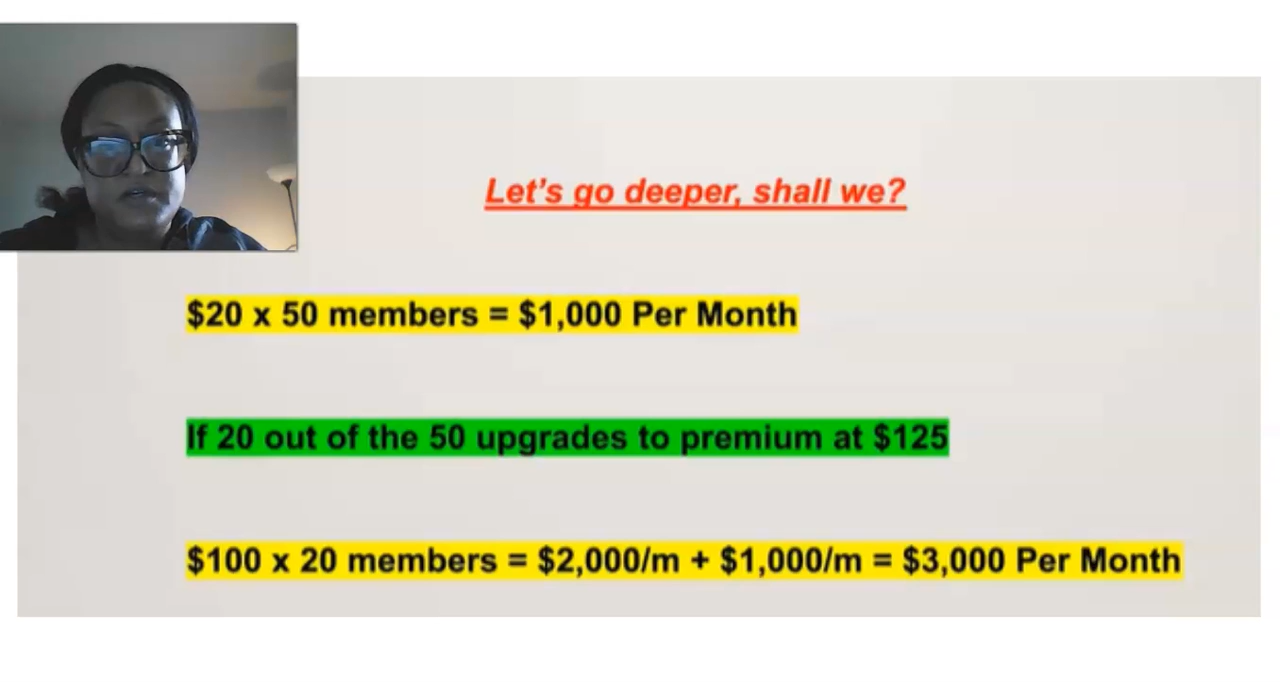 Let's go deeper, shall we?
$20 x 50 members = $1,000 Per Month
If 20 out of the 50 upgrades to premium at $125
$100 x 20 members = $2,000/m + $1,000/m = $3,000 Per Month